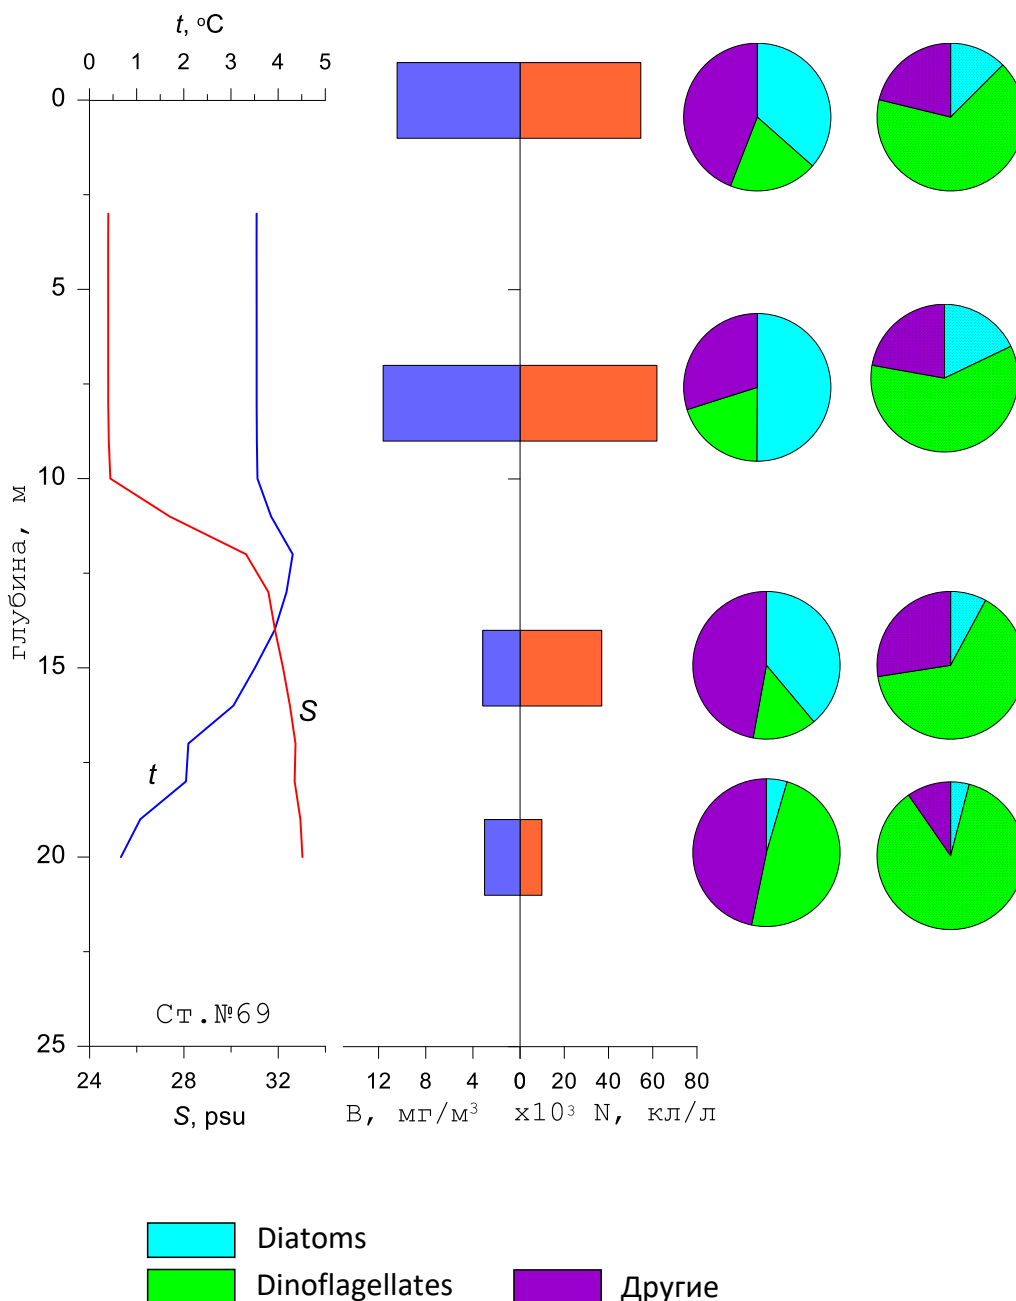 t, °C
0 1 2 3 4 5
0
5
10
15
20
25
глубина, м
S
t
Ст.№69
24 28 32
S, psu
12 8 4 0 20 40 60 80
В, мг/м³ х10³ N, кл/л
Diatoms
Dinoflagellates
Другие